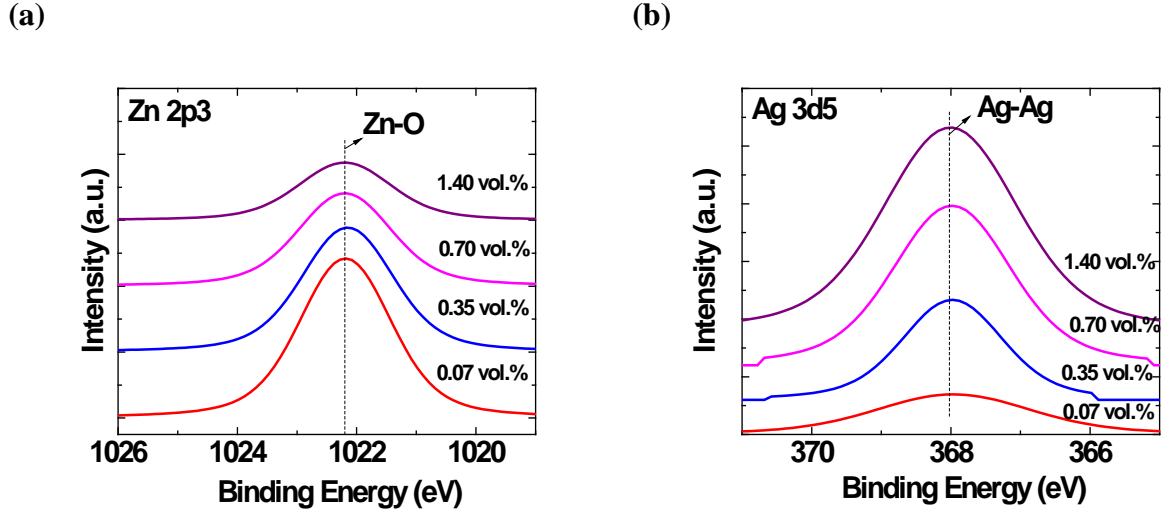 (a)
Zn 2p3
Zn-O
1.40 vol.%
0.70 vol.%
0.35 vol.%
0.07 vol.%
Intensity (a.u.)
1026 1024 1022 1020
Binding Energy (eV)
(b)
Ag 3d5
Ag-Ag
1.40 vol.%
0.70 vol.%
0.35 vol.%
0.07 vol.%
Intensity (a.u.)
370 368 366
Binding Energy (eV)